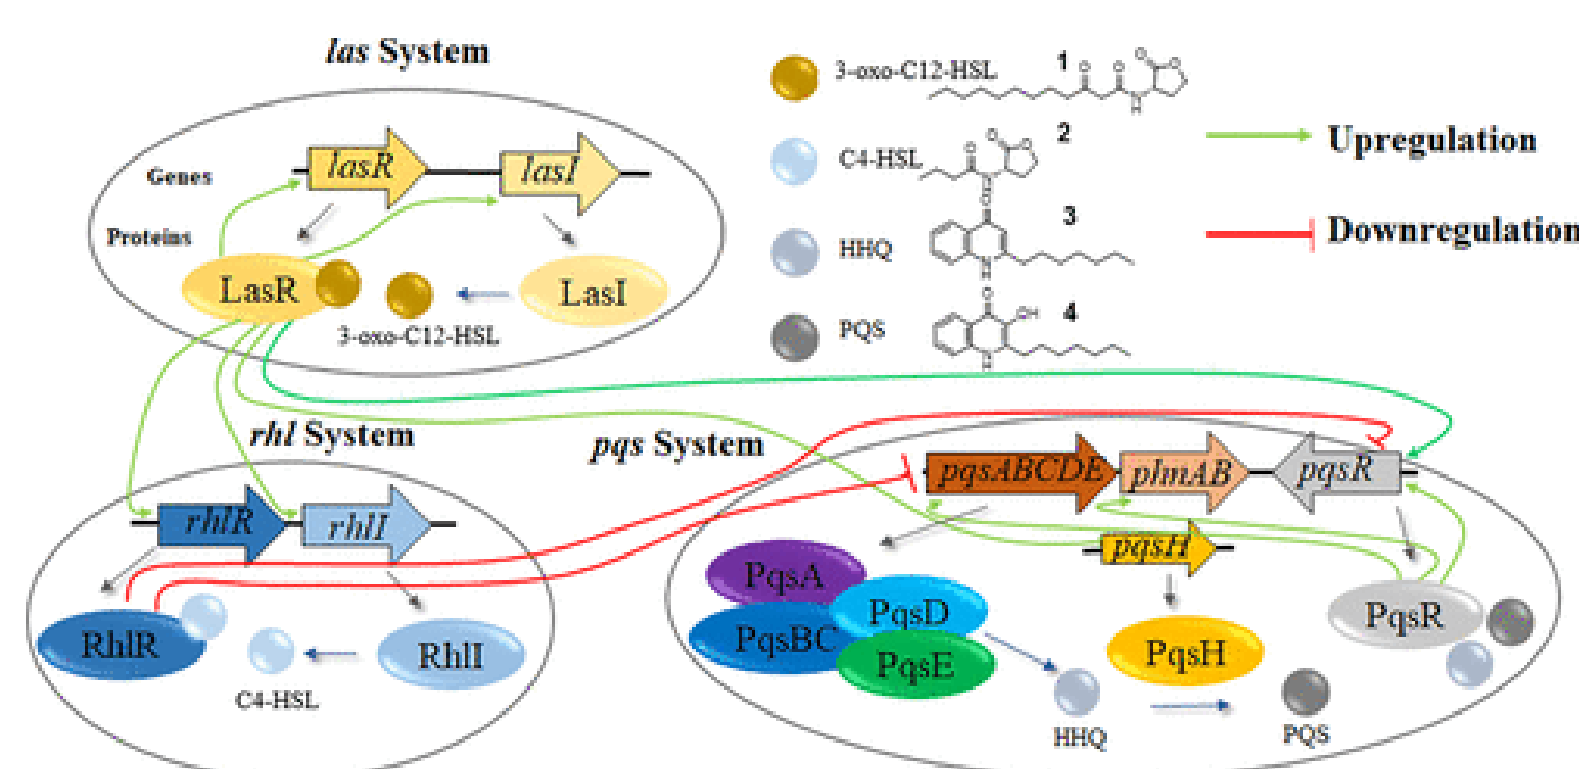 las System
3-oxo-C12-HSL
1
C4-HSL
2
HHQ
3
PQS
4
Upregulation
Downregulation
Genes
lasR
lasI
Proteins
LasR
LasI
3-oxo-C12-HSL
rhl System
rhlR
rhlI
RhlR
RhlI
C4-HSL
pqs System
pqsABCDE
phnAB
pqsR
pqsH
PqsA
PqsBC
PqsD
PqsE
PqsH
PqsR
HHQ
PQS